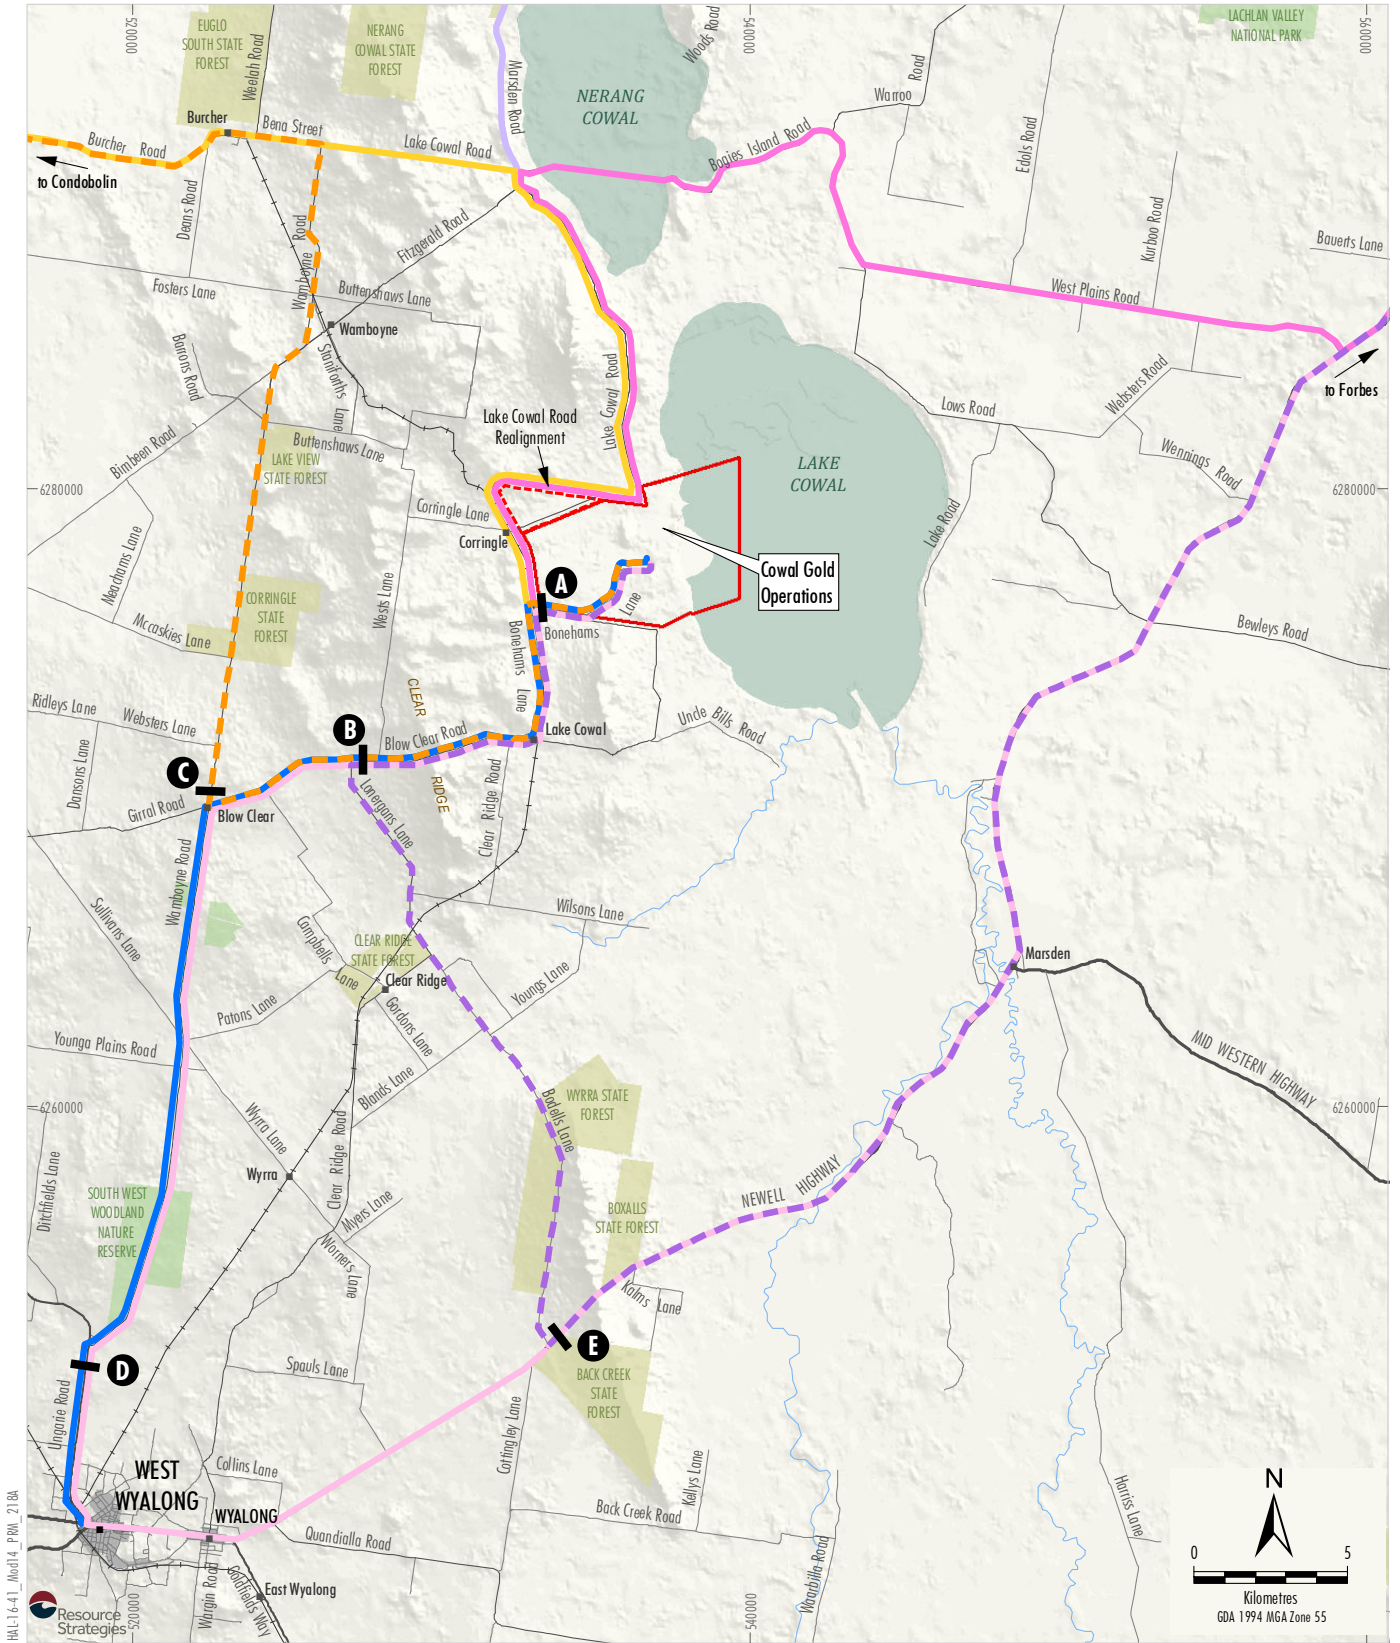 520000
540000
560000
EUGLO
SOUTH STATE
FOREST
NERANG
COWAL STATE
FOREST
LACHLAN VALLEY
NATIONAL PARK
Weelah Road
Marsden Road
Woods Road
NERANG
COWAL
Warroo Road
Burcher
Bena Street
Burcher Road
Lake Cowal Road
Bogies Island Road
Edols Road
to Condobolin
Deans Road
Wamboyne Road
Fitzgerald Road
Kurboo Road
Bauerts Lane
Fosters Lane
Buttenshaws Lane
West Plains Road
Wamboyne
Barrons Road
Staniforths Lane
Lake Cowal Road
to Forbes
Websters Road
Lows Road
Lake Cowal Road
Realignment
Bimbeen Road
Buttenshaws Lane
LAKE VIEW
STATE FOREST
LAKE
COWAL
Wennings Road
6280000
6280000
Corringle Lane
Corringle
Lake Road
Meachams Lane
Cowal Gold
Operations
A
Wests Lane
CORRINGLE
STATE
FOREST
Lane
Bonehams
Mccaskies Lane
Bonehams Lane
Bewleys Road
CLEAR
RIDGE
Ridleys Lane
Websters Lane
B
Blow Clear Road
Lake Cowal
Uncle Bills Road
Dansons Lane
C
Girral Road
Blow Clear
Lonergans Lane
Clear Ridge Road
Wamboyne Road
Sullivans Lane
Wilsons Lane
Campbells Lane
CLEAR RIDGE
STATE FOREST
Clear Ridge
Youngs Lane
Marsden
Patons Lane
Gordons Lane
Younga Plains Road
MID WESTERN HIGHWAY
Blands Lane
Bodells Lane
WYRRA STATE
FOREST
6260000
6260000
Wyrra Lane
Clear Ridge Road
Ditchfields Lane
Wyrra
NEWELL HIGHWAY
SOUTH WEST
WOODLAND
NATURE
RESERVE
Myers Lane
BOXALLS
STATE FOREST
Worners Lane
Kalms Lane
E
D
Spauls Lane
BACK CREEK
STATE
FOREST
Ungarie Road
Cottingley Lane
WEST
WYALONG
Collins Lane
Kellys Lane
Harriss Lane
WYALONG
Back Creek Road
Quandialla Road
Waarbilla Road
East Wyalong
Wargin Road
Goldfields Way
N
0 5
Kilometres
GDA 1994 MGA Zone 55
Resource
Strategies
520000
540000
HAL-16-41_Mod14_PRM_218A